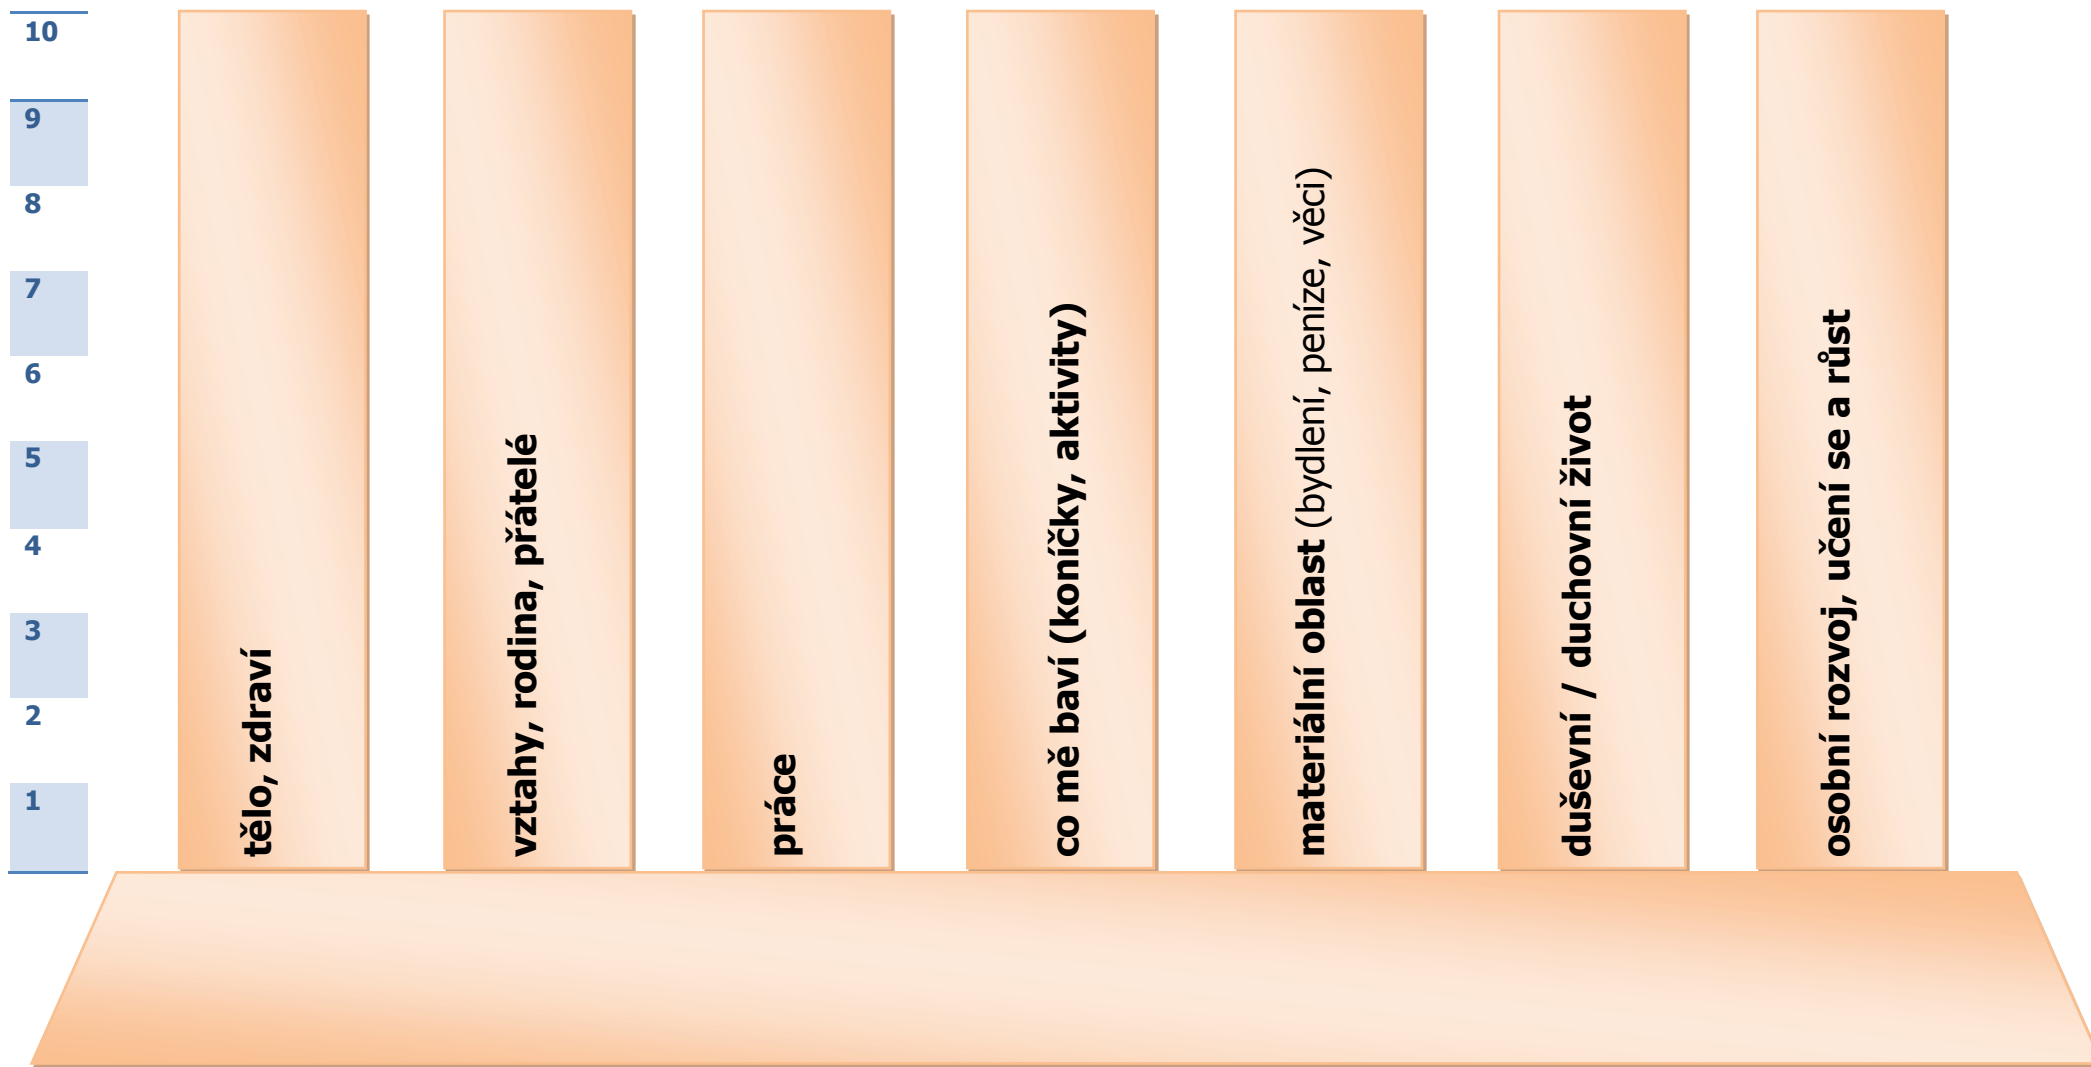 10
9
8
7
6
5
4
3
2
1
tělo, zdraví
vztahy, rodina, přátelé
práce
co mě baví (koníčky, aktivity)
materiální oblast (bydlení, peníze, věci)
duševní / duchovní život
osobní rozvoj, učení se a růst